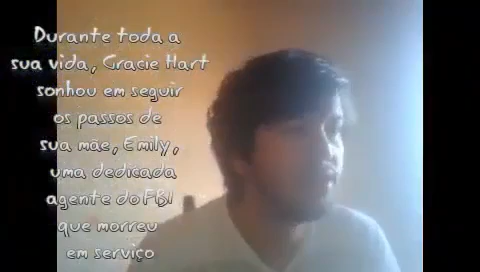 Durante toda a
sua vida, Gracie Hart
sonhou em seguir
os passos de
sua mãe, Emily,
uma dedicada
agente do FBI
que morreu
em serviço